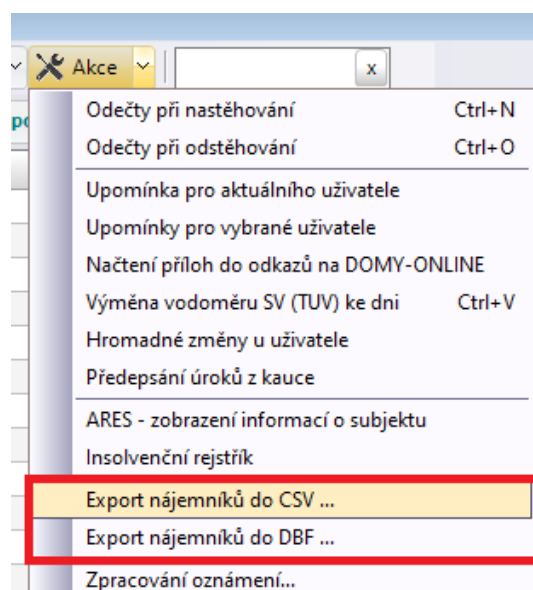 Akce
x
Odečty při nastěhování Ctrl+N
Odečty při odstěhování Ctrl+O
Upomínka pro aktuálního uživatele
Upomínky pro vybrané uživatele
Načtení příloh do odkazů na DOMY-ONLINE
Výměna vodoměru SV (TUV) ke dni Ctrl+V
Hromadné změny u uživatele
Předepsání úroků z kauce
ARES - zobrazení informací o subjektu
Insolvenční rejstřík
Export nájemníků do CSV ...
Export nájemníků do DBF ...
Zpracování oznámení...